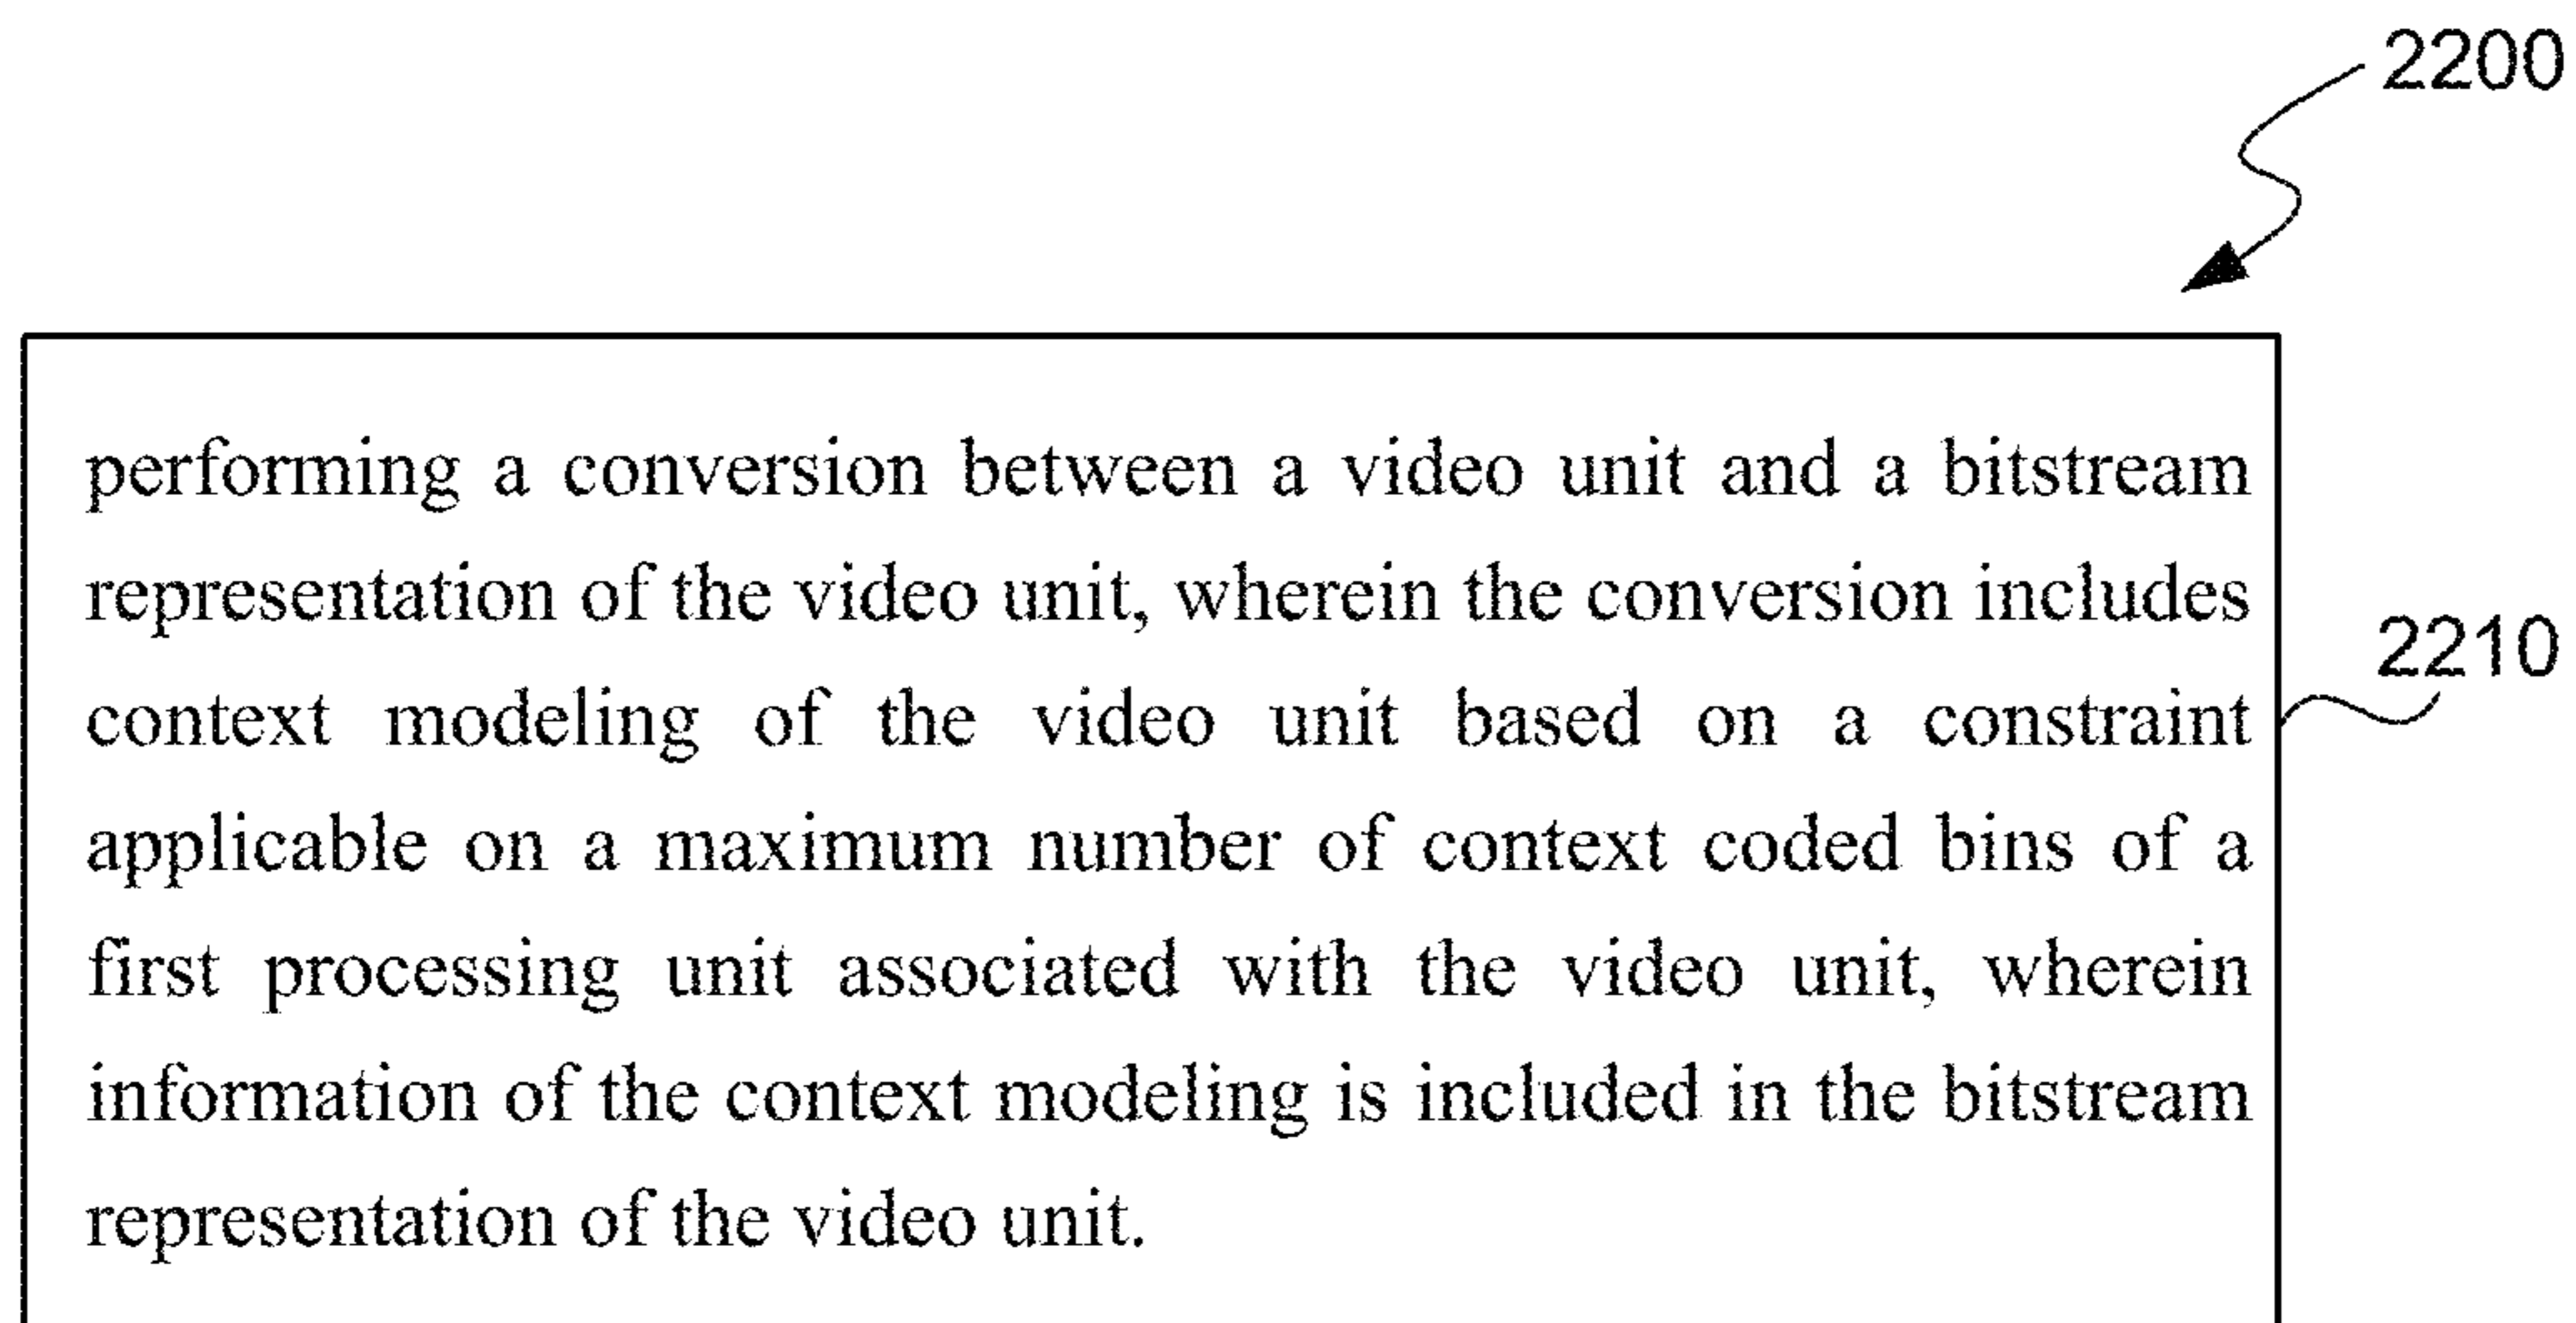 2200
performing a conversion between a video unit and a bitstream
representation of the video unit, wherein the conversion includes
context modeling of the video unit based on a constraint
applicable on a maximum number of context coded bins of a
first processing unit associated with the video unit, wherein
information of the context modeling is included in the bitstream
representation of the video unit.
2210